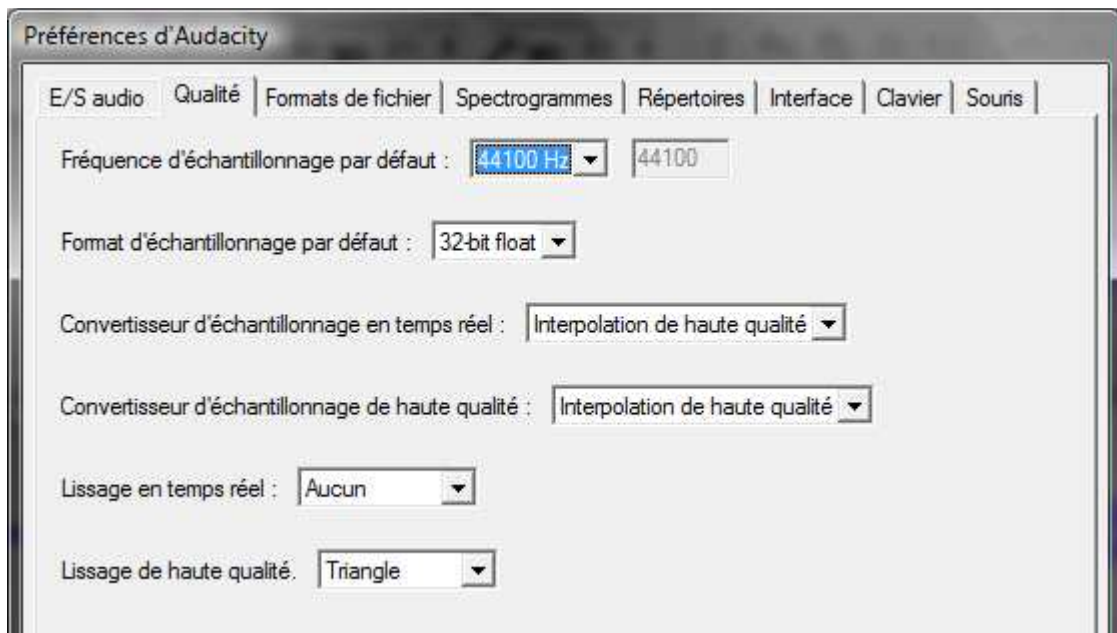 Préférences d'Audacity
E/S audio Qualité Formats de fichier Spectrogrammes Répertoires Interface Clavier Souris
Fréquence d'échantillonnage par défaut : 44100 Hz 44100
Format d'échantillonnage par défaut : 32-bit float
Convertisseur d'échantillonnage en temps réel : Interpolation de haute qualité
Convertisseur d'échantillonnage de haute qualité : Interpolation de haute qualité
Lissage en temps réel : Aucun
Lissage de haute qualité. Triangle